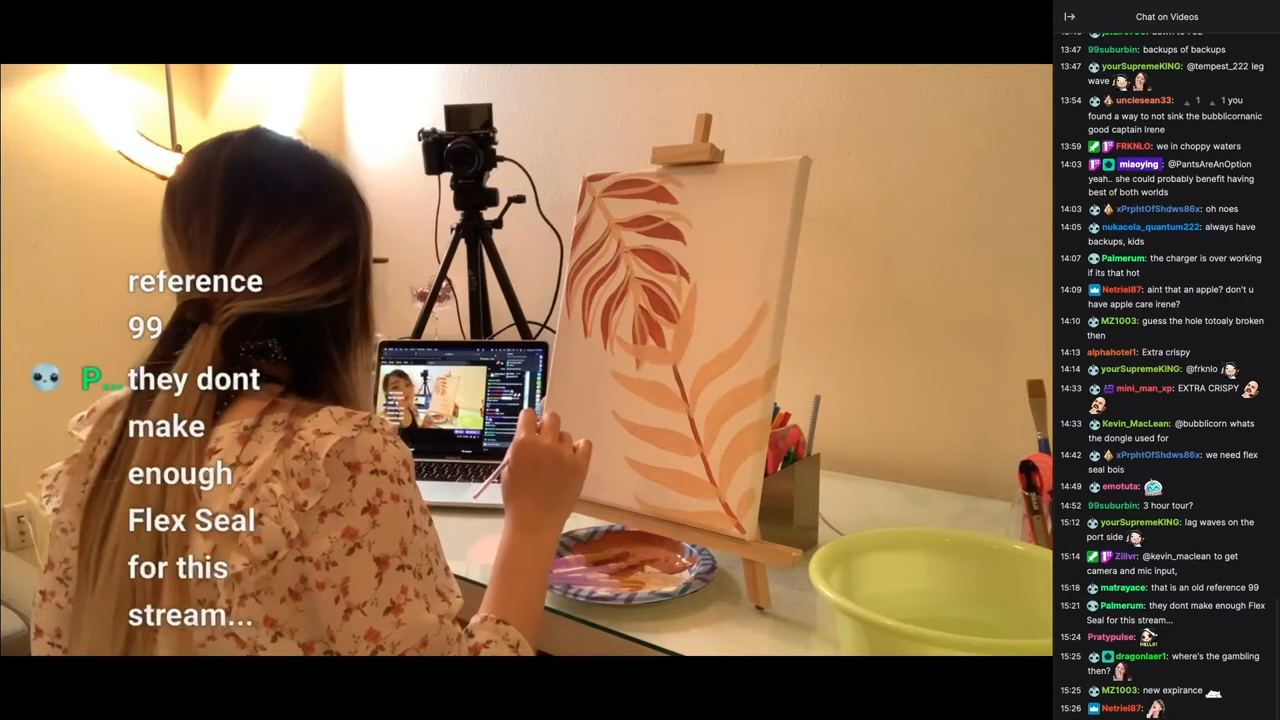 reference
99
P... they dont
make
enough
Flex Seal
for this
stream...
Chat on Videos
13:47 99suburbin: backups of backups
13:47 yourSupremeKING: @tempest_222 leg
wave
13:54 unclesean33: 1 1 you
found a way to not sink the bubblicornanic
good captain Irene
13:59 FRKNLO: we in choppy waters
14:03 miaoying: @PantsAreAnOption
yeah.. she could probably benefit having
best of both worlds
14:03 xPrphtOfShdws86x: oh noes
14:05 nukacola_quantum222: always have
backups, kids
14:07 Palmerum: the charger is over working
if its that hot
14:09 Netriel87: aint that an apple? don't u
have apple care irene?
14:10 MZ1003: guess the hole totoaly broken
then
14:13 alphahotel1: Extra crispy
14:14 yourSupremeKING: @frknlo
14:33 mini_man_xp: EXTRA CRISPY
14:33 Kevin_MacLean: @bubblicorn whats
the dongle used for
14:42 xPrphtOfShdws86x: we need flex
seal bois
14:49 emotuta:
14:52 99suburbin: 3 hour tour?
15:12 yourSupremeKING: lag waves on the
port side
15:14 Zillvr: @kevin_maclean to get
camera and mic input,
15:18 matrayace: that is an old reference 99
15:21 Palmerum: they dont make enough Flex
Seal for this stream...
15:24 Pratypulse: HELLO!
15:25 dragonlaer1: where's the gambling
then?
15:25 MZ1003: new expirance
15:26 Netriel87: